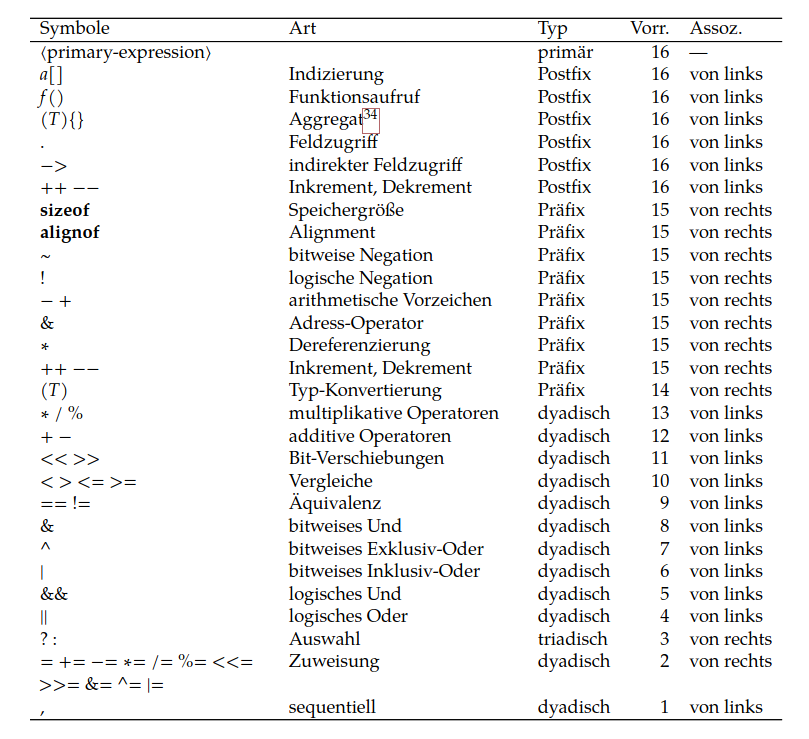 Symbole Art Typ Vorr. Assoz.
⟨primary-expression⟩ primär 16 —
a[] Indizierung Postfix 16 von links
f() Funktionsaufruf Postfix 16 von links
(T){} Aggregat34 Postfix 16 von links
. Feldzugriff Postfix 16 von links
−> indirekter Feldzugriff Postfix 16 von links
++ −− Inkrement, Dekrement Postfix 16 von links
sizeof Speichergröße Präfix 15 von rechts
alignof Alignment Präfix 15 von rechts
~ bitweise Negation Präfix 15 von rechts
! logische Negation Präfix 15 von rechts
− + arithmetische Vorzeichen Präfix 15 von rechts
& Adress-Operator Präfix 15 von rechts
* Dereferenzierung Präfix 15 von rechts
++ −− Inkrement, Dekrement Präfix 15 von rechts
(T) Typ-Konvertierung Präfix 14 von rechts
* / % multiplikative Operatoren dyadisch 13 von links
+ − additive Operatoren dyadisch 12 von links
<< >> Bit-Verschiebungen dyadisch 11 von links
< > <= >= Vergleiche dyadisch 10 von links
== != Äquivalenz dyadisch 9 von links
& bitweises Und dyadisch 8 von links
^ bitweises Exklusiv-Oder dyadisch 7 von links
| bitweises Inklusiv-Oder dyadisch 6 von links
&& logisches Und dyadisch 5 von links
|| logisches Oder dyadisch 4 von links
? : Auswahl triadisch 3 von rechts
= += −= *= /= %= <<= Zuweisung dyadisch 2 von rechts
>>= &= ^= |=
, sequentiell dyadisch 1 von links